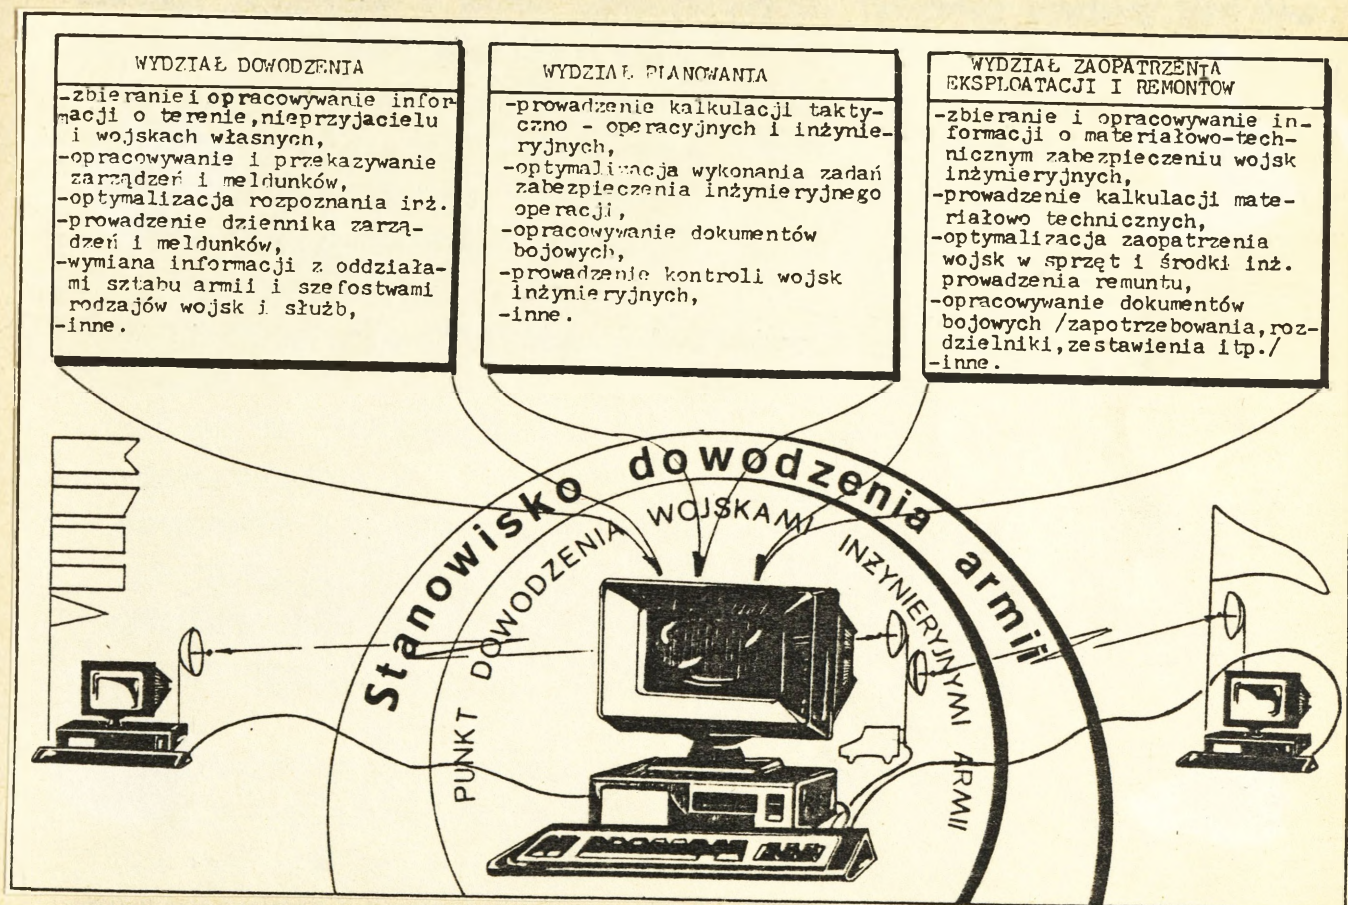 WYDZIAŁ DOWODZENIA
-zbieranie i opracowywanie infor-
macji o terenie,nieprzyjacielu
i wojskach własnych,
-opracowywanie i przekazywanie
zarządzeń i meldunków,
-optymalizacja rozpoznania inż.
-prowadzenie dziennika zarzą-
dzeń i meldunków,
-wymiana informacji z oddziała-
mi sztabu armii i szefostwami
rodzajów wojsk i służb,
-inne.
WYDZIAŁ PLANOWANIA
-prowadzenie kalkulacji takty-
czno - operacyjnych i inżynie-
ryjnych,
-optymalizacja wykonania zadań
zabezpieczenia inżynieryjnego
operacji,
-opracowywanie dokumentów
bojowych,
-prowadzenie kontroli wojsk
inżynieryjnych,
-inne.
WYDZIAŁ ZAOPATRZENIA
EKSPLOATACJI I REMONTOW
-zbieranie i opracowywanie in-
formacji o materiałowo-tech-
nicznym zabezpieczeniu wojsk
inżynieryjnych,
-prowadzenie kalkulacji mate-
riałowo technicznych,
-optymalizacja zaopatrzenia
wojsk w sprzęt i środki inż.
prowadzenia remuntu,
-opracowywanie dokumentów
bojowych /zapotrzebowania,roz-
dzielniki,zestawienia itp./
-inne.
Stanowisko dowodzenia armii
PUNKT DOWODZENIA WOJSKAMI INŻYNIERYJNYMI ARMII